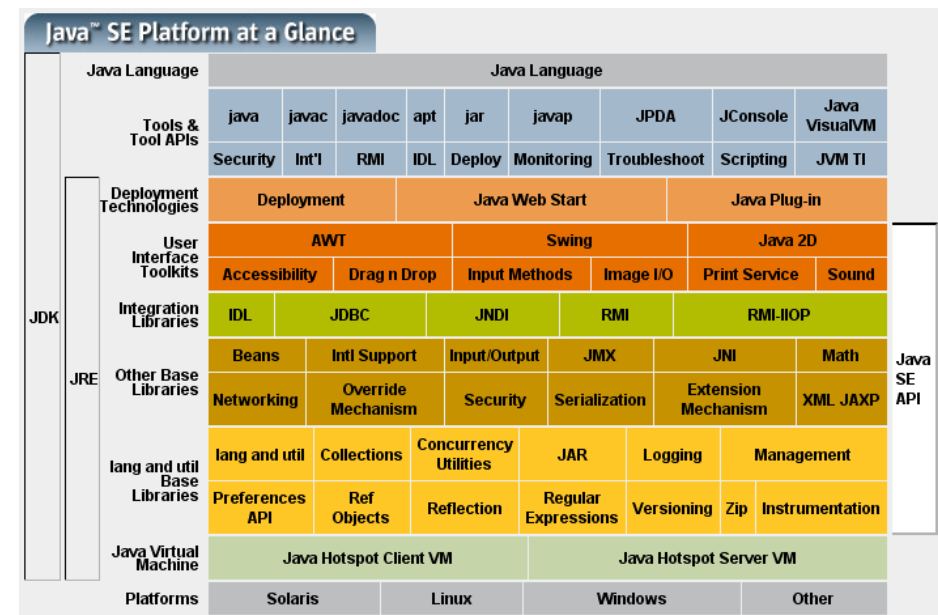 Java™ SE Platform at a Glance
Java Language
Java Language
Tools &
Tool APIs
java javac javadoc apt jar javap JPDA JConsole Java
VisualVM
Security Int'l RMI IDL Deploy Monitoring Troubleshoot Scripting JVM TI
Deployment
Technologies
Deployment Java Web Start Java Plug-in
User
Interface
Toolkits
AWT Swing Java 2D
Accessibility Drag n Drop Input Methods Image I/O Print Service Sound
Integration
Libraries
IDL JDBC JNDI RMI RMI-IIOP
JDK
JRE
Other Base
Libraries
Beans Intl Support Input/Output JMX JNI Math
Networking Override
Mechanism Security Serialization Extension
Mechanism XML JAXP
Java
SE
API
lang and util
Base
Libraries
lang and util Collections Concurrency
Utilities JAR Logging Management
Preferences
API Ref
Objects Reflection Regular
Expressions Versioning Zip Instrumentation
Java Virtual
Machine
Java Hotspot Client VM Java Hotspot Server VM
Platforms
Solaris Linux Windows Other